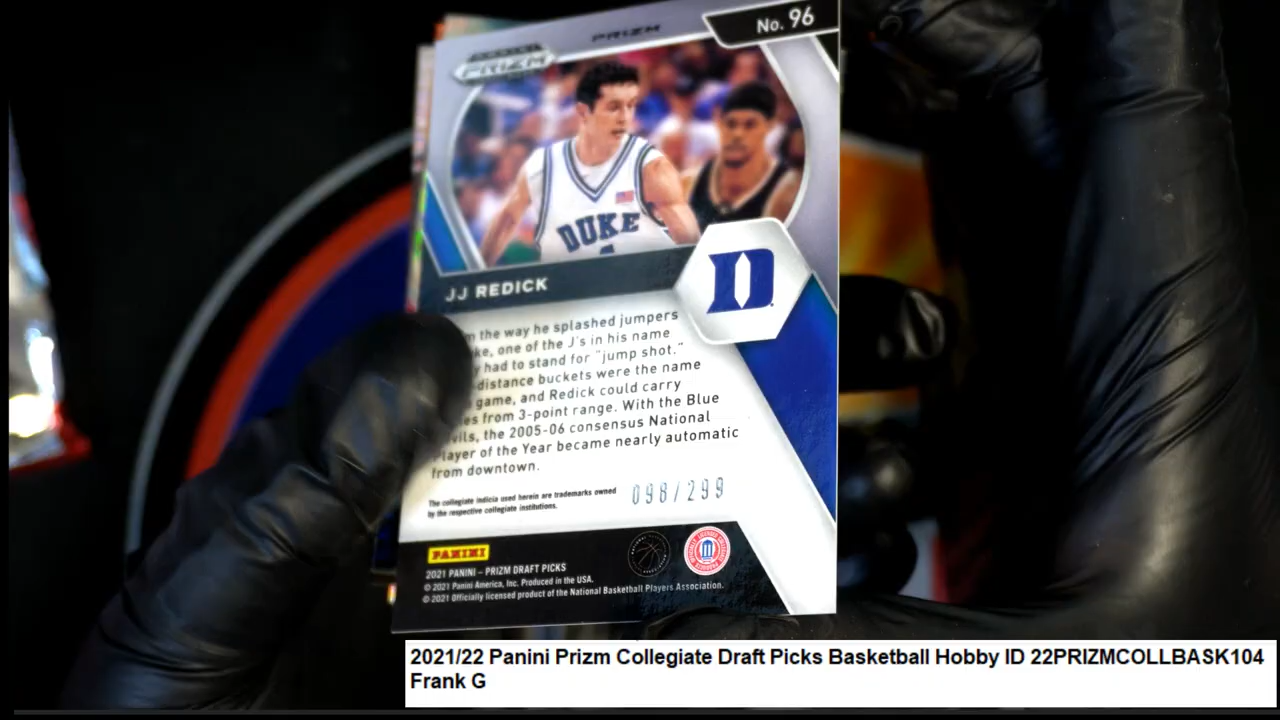 No. 96
PRIZM
PANINI
PRIZM
DUKE
D
JJ REDICK
the way he splashed jumpers
one of the J's in his name
had to stand for "jump shot."
-distance buckets were the name
game, and Redick could carry
from 3-point range. With the Blue
the 2005-06 consensus National
Player of the Year became nearly automatic
from downtown.
The collegiate indicia used herein are trademarks owned
by the respective collegiate institutions.
098/299
PANINI
2021 PANINI – PRIZM DRAFT PICKS
© 2021 Panini America, Inc. Produced in the USA.
© 2021 Officially licensed product of the National Basketball Players Association.
2021/22 Panini Prizm Collegiate Draft Picks Basketball Hobby ID 22PRIZMCOLLBASK104
Frank G